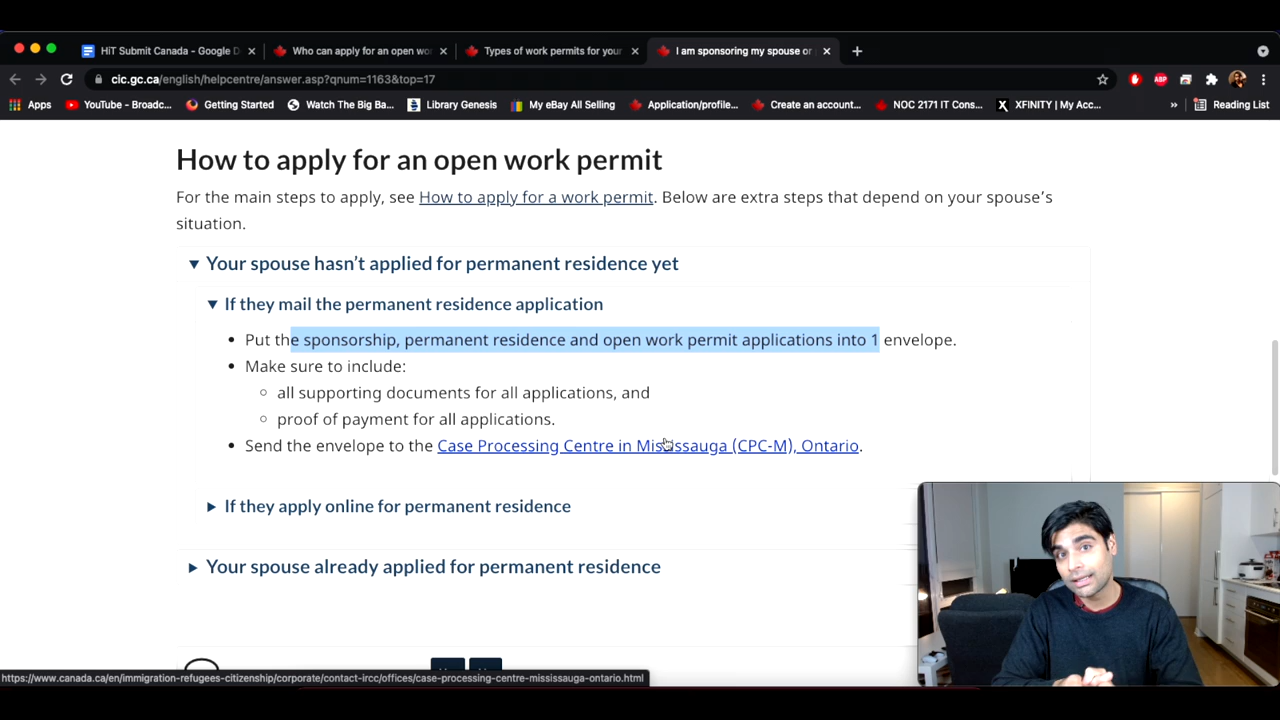 HiT Submit Canada - Google D
Who can apply for an open wo
Types of work permits for your
I am sponsoring my spouse or
cic.gc.ca/english/helpcentre/answer.asp?qnum=1163&top=17
ABP
Apps
YouTube - Broadc...
Getting Started
Watch The Big Ba...
Library Genesis
My eBay All Selling
Application/profile...
Create an account...
NOC 2171 IT Cons...
XFINITY | My Acc...
»
Reading List
How to apply for an open work permit
For the main steps to apply, see How to apply for a work permit. Below are extra steps that depend on your spouse's
situation.
Your spouse hasn't applied for permanent residence yet
If they mail the permanent residence application
Put the sponsorship, permanent residence and open work permit applications into 1 envelope.
Make sure to include:
all supporting documents for all applications, and
proof of payment for all applications.
Send the envelope to the Case Processing Centre in Mississauga (CPC-M), Ontario.
If they apply online for permanent residence
Your spouse already applied for permanent residence
https://www.canada.ca/en/immigration-refugees-citizenship/corporate/contact-ircc/offices/case-processing-centre-mississauga-ontario.html